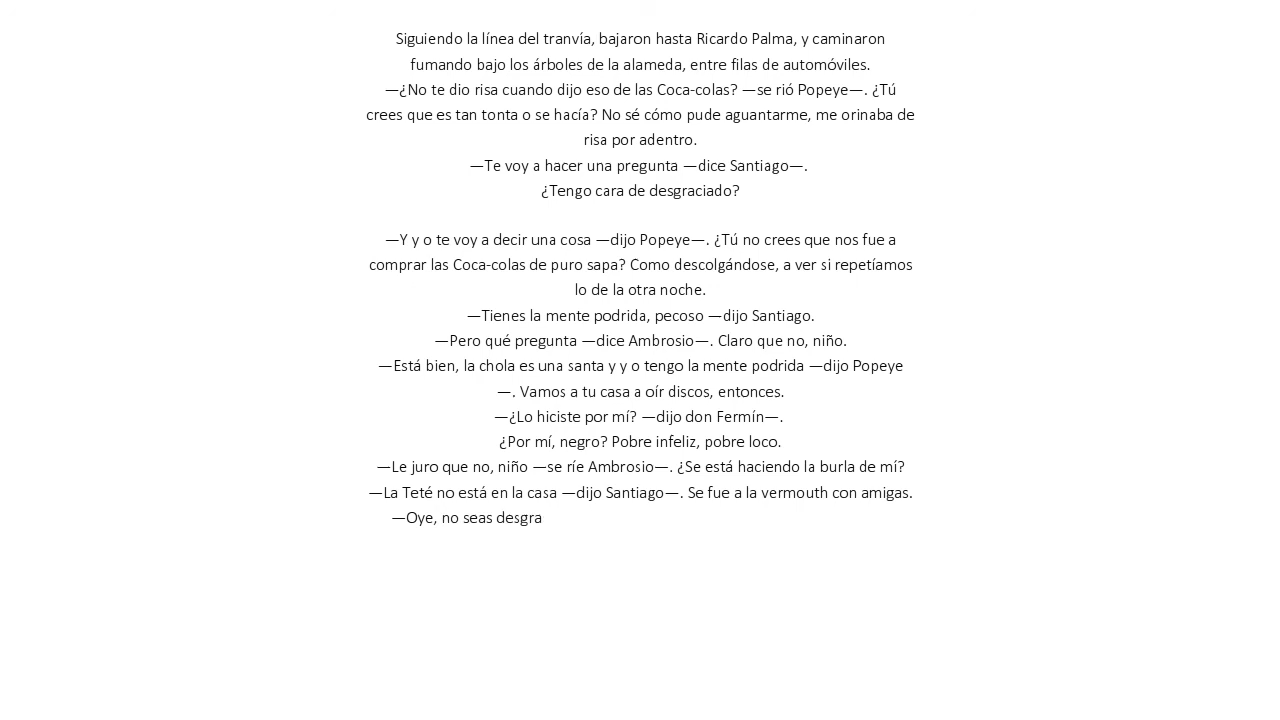 Siguiendo la línea del tranvía, bajaron hasta Ricardo Palma, y caminaron
fumando bajo los árboles de la alameda, entre filas de automóviles.
—¿No te dio risa cuando dijo eso de las Coca-colas? —se rió Popeye—. ¿Tú
crees que es tan tonta o se hacía? No sé cómo pude aguantarme, me orinaba de
risa por adentro.
—Te voy a hacer una pregunta —dice Santiago—.
¿Tengo cara de desgraciado?
—Y y o te voy a decir una cosa —dijo Popeye—. ¿Tú no crees que nos fue a
comprar las Coca-colas de puro sapa? Como descolgándose, a ver si repetíamos
lo de la otra noche.
—Tienes la mente podrida, pecoso —dijo Santiago.
—Pero qué pregunta —dice Ambrosio—. Claro que no, niño.
—Está bien, la chola es una santa y y o tengo la mente podrida —dijo Popeye
—. Vamos a tu casa a oír discos, entonces.
—¿Lo hiciste por mí? —dijo don Fermín—.
¿Por mí, negro? Pobre infeliz, pobre loco.
—Le juro que no, niño —se ríe Ambrosio—. ¿Se está haciendo la burla de mí?
—La Teté no está en la casa —dijo Santiago—. Se fue a la vermouth con amigas.
—Oye, no seas desgra